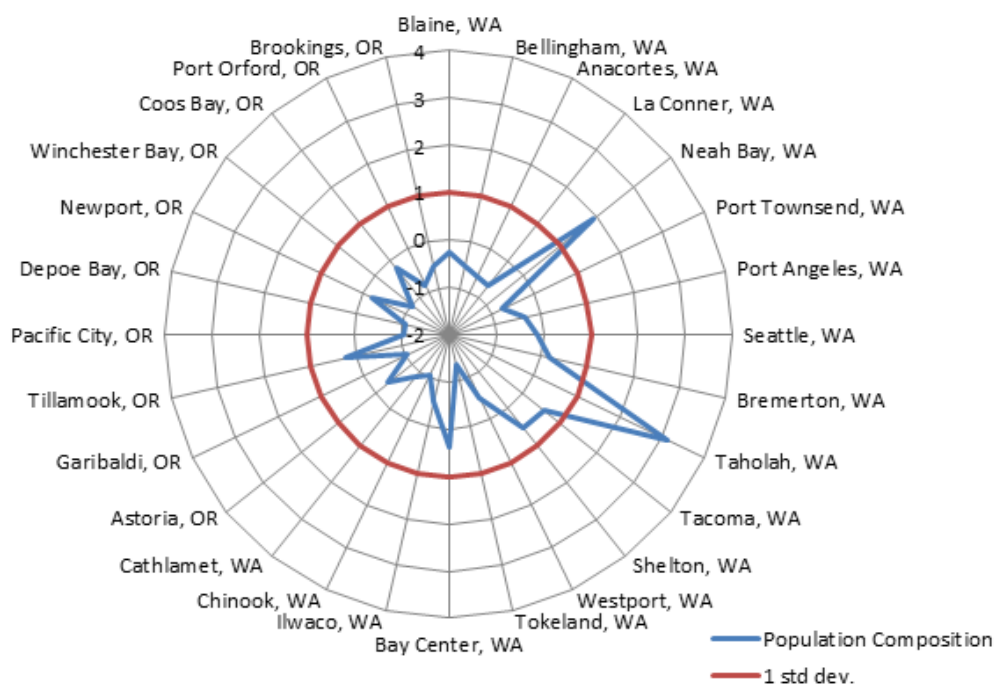 Blaine, WA
Bellingham, WA
Anacortes, WA
La Conner, WA
Neah Bay, WA
Port Townsend, WA
Port Angeles, WA
Seattle, WA
Bremerton, WA
Taholah, WA
Tacoma, WA
Shelton, WA
Westport, WA
Tokeland, WA
Bay Center, WA
Ilwaco, WA
Chinook, WA
Cathlamet, WA
Astoria, OR
Garibaldi, OR
Tillamook, OR
Pacific City, OR
Depoe Bay, OR
Newport, OR
Winchester Bay, OR
Coos Bay, OR
Port Orford, OR
Brookings, OR
4
3
2
1
0
-1
-2
Population Composition
1 std dev.